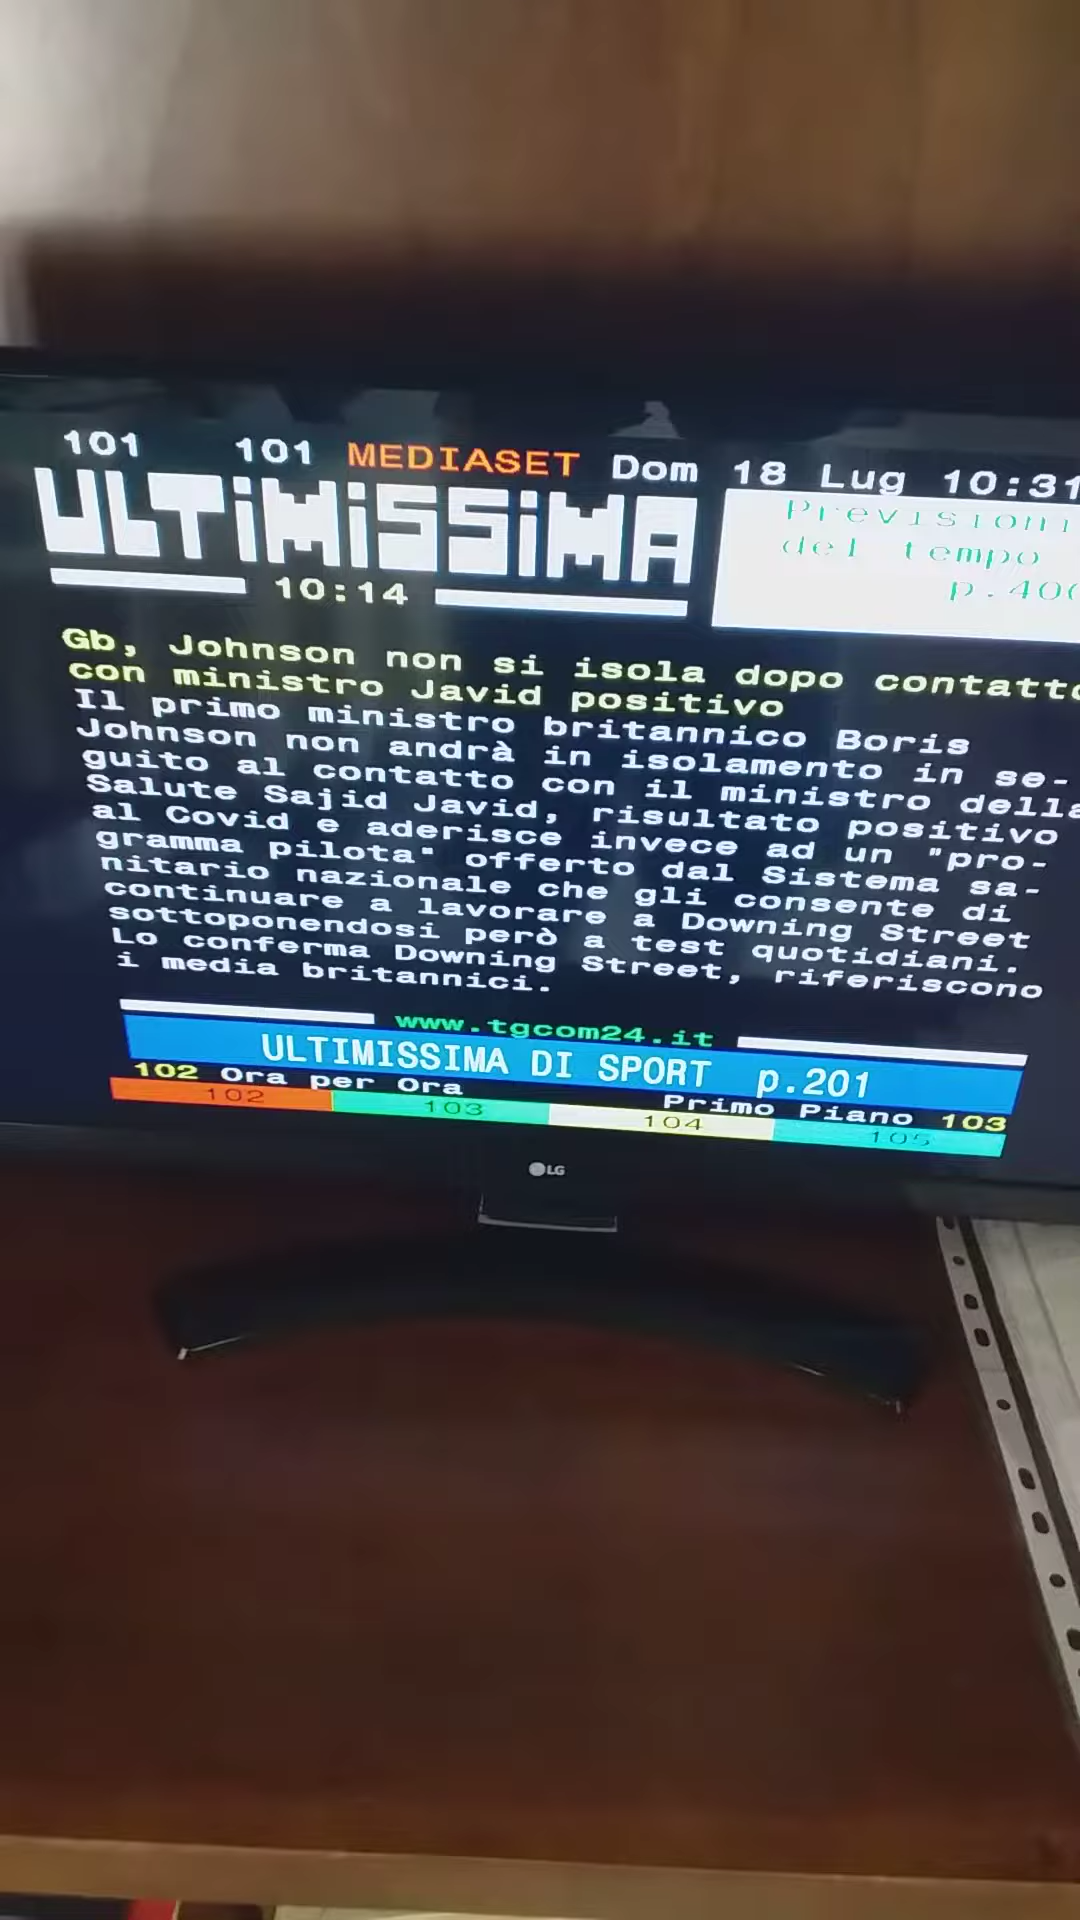 101 101 MEDIASET Dom 18 Lug 10:31
ULTiMiSSiMA
Previsioni
del tempo
10:14
Gb, Johnson non si isola dopo contatto
con ministro Javid positivo
Il primo ministro britannico Boris
Johnson non andrà in isolamento in se-
guito al contatto con il ministro della
Salute Sajid Javid, risultato positivo
al Covid e aderisce invece ad un "pro-
gramma pilota" offerto dal Sistema sa-
nitario nazionale che gli consente di
continuare a lavorare a Downing Street
sottoponendosi però a test quotidiani.
Lo conferma Downing Street, riferiscono
i media britannici.
www.tgcom24.it
ULTIMISSIMA DI SPORT p.201
102 Ora per Ora Primo Piano 103
102 103 104 105
LG